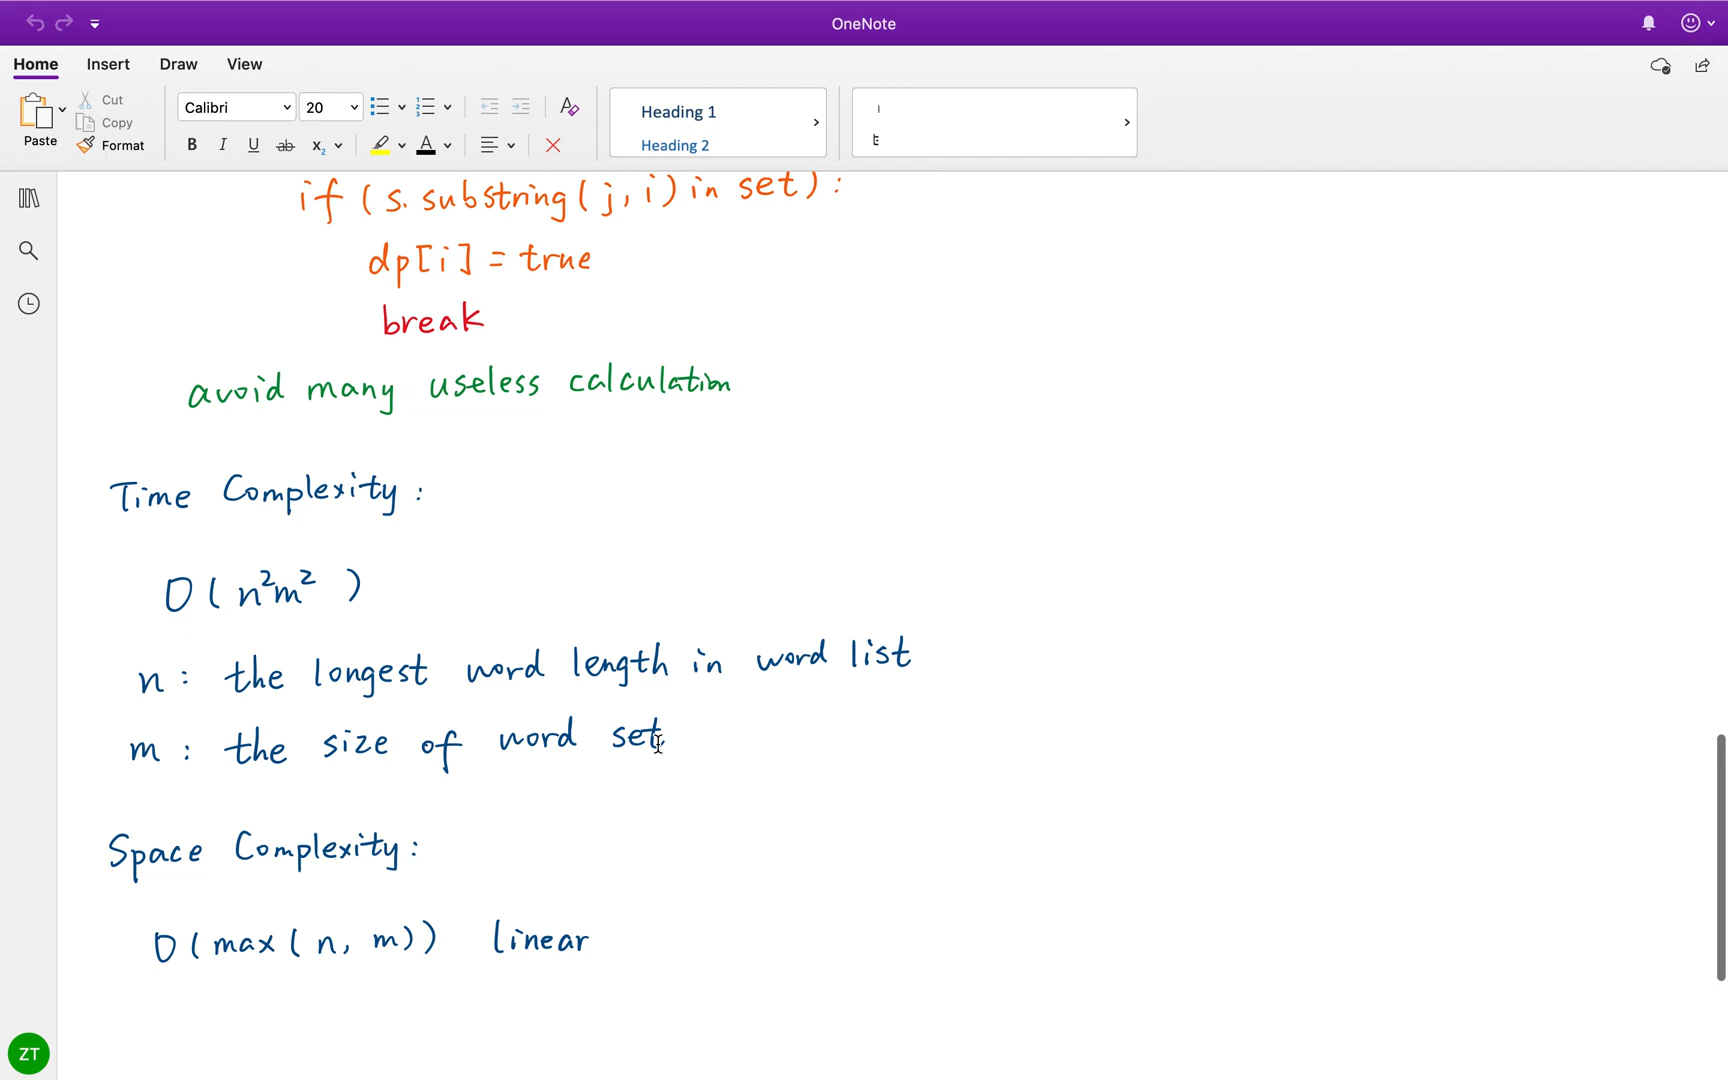 OneNote
Home Insert Draw View
Paste
Cut
Copy
Format
Calibri 20
B I U ab x2 A
Heading 1
Heading 2
if ( s. substring( j, i ) in set ) :
dp[i] = true
break
avoid many useless calculation
Time Complexity :
O( n²m² )
n : the longest word length in word list
m : the size of word set
Space Complexity :
O( max( n, m)) linear
ZT